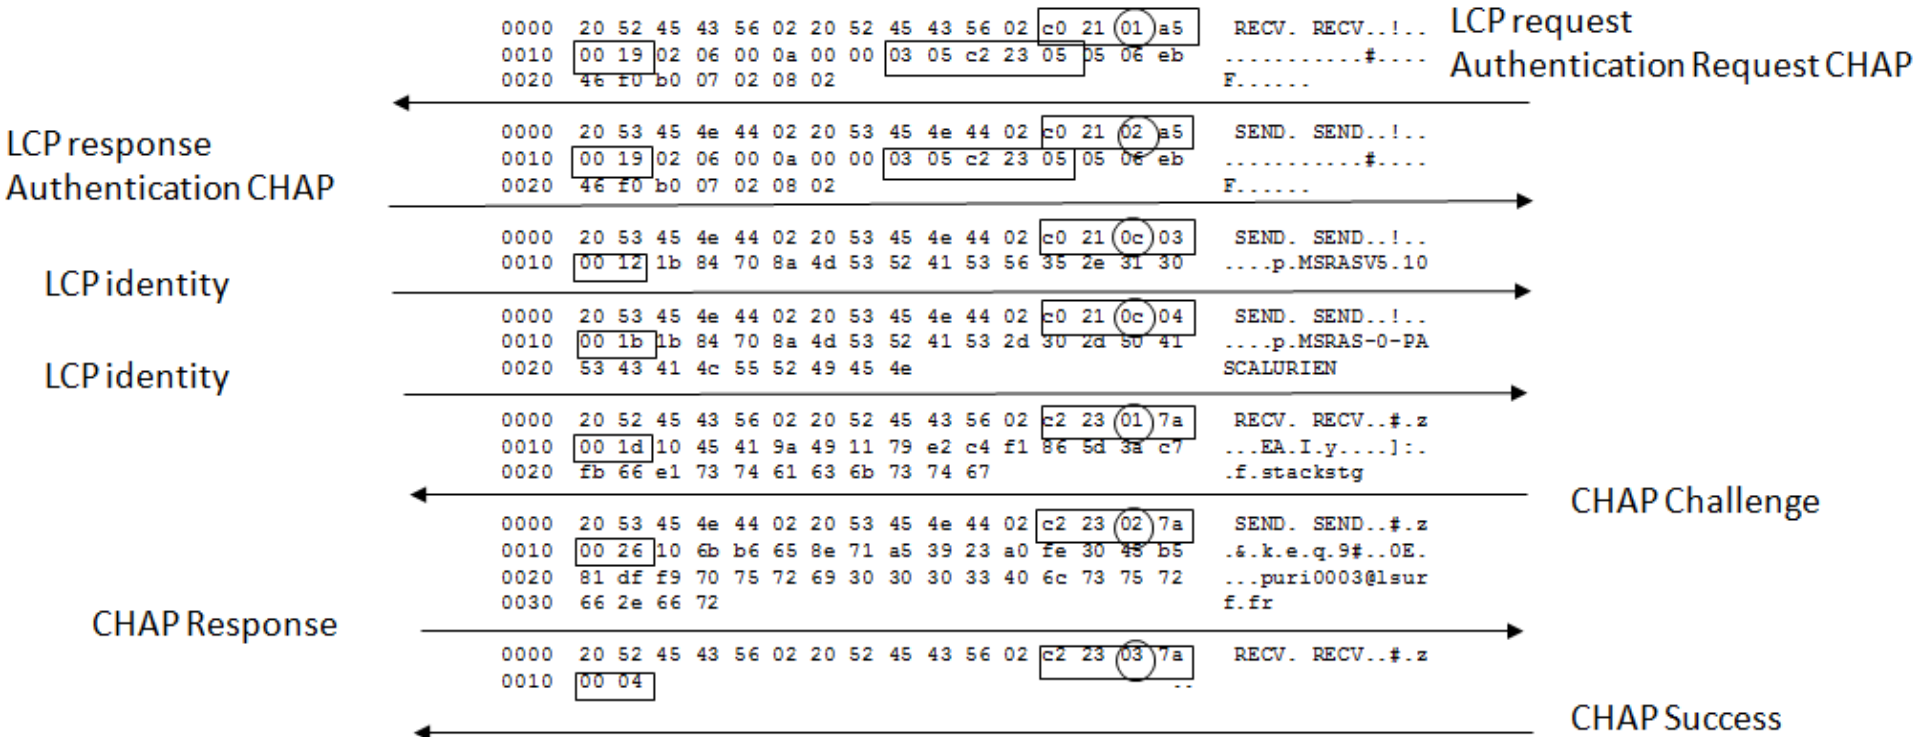 0000 20 52 45 43 56 02 20 52 45 43 56 02 c0 21 01 a5 RECV. RECV..!..
LCP request
0010 00 19 02 06 00 0a 00 00 03 05 c2 23 05 05 06 eb ...........#....
Authentication Request CHAP
0020 46 f0 b0 07 02 08 02 F......
LCP response
Authentication CHAP
0000 20 53 45 4e 44 02 20 53 45 4e 44 02 c0 21 02 a5 SEND. SEND..!..
0010 00 19 02 06 00 0a 00 00 03 05 c2 23 05 05 06 eb ...........#....
0020 46 f0 b0 07 02 08 02 F......
0000 20 53 45 4e 44 02 20 53 45 4e 44 02 c0 21 0c 03 SEND. SEND..!..
0010 00 12 1b 84 70 8a 4d 53 52 41 53 56 35 2e 31 30 ....p.MSRASV5.10
LCP identity
0000 20 53 45 4e 44 02 20 53 45 4e 44 02 c0 21 0c 04 SEND. SEND..!..
0010 00 1b 1b 84 70 8a 4d 53 52 41 53 2d 30 2d 50 41 ....p.MSRAS-0-PA
0020 53 43 41 4c 55 52 49 45 4e SCALURIEN
LCP identity
0000 20 52 45 43 56 02 20 52 45 43 56 02 c2 23 01 7a RECV. RECV..#.z
0010 00 1d 10 45 41 9a 49 11 79 e2 c4 f1 86 5d 3a c7 ...EA.I.y....]:.
0020 fb 66 e1 73 74 61 63 6b 73 74 67 .f.stackstg
CHAP Challenge
0000 20 53 45 4e 44 02 20 53 45 4e 44 02 c2 23 02 7a SEND. SEND..#.z
0010 00 26 10 6b b6 65 8e 71 a5 39 23 a0 fe 30 45 b5 .&.k.e.q.9#..0E.
0020 81 df f9 70 75 72 69 30 30 30 33 40 6c 73 75 72 ...puri0003@lsur
0030 66 2e 66 72 f.fr
CHAP Response
0000 20 52 45 43 56 02 20 52 45 43 56 02 c2 23 03 7a RECV. RECV..#.z
0010 00 04 ..
CHAP Success